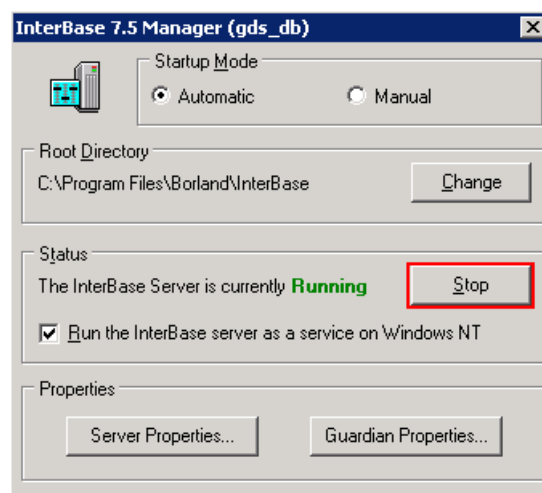 InterBase 7.5 Manager (gds_db)
Startup Mode
Automatic Manual
Root Directory
C:\Program Files\Borland\InterBase Change
Status
The InterBase Server is currently Running Stop
Run the InterBase server as a service on Windows NT
Properties
Server Properties... Guardian Properties...